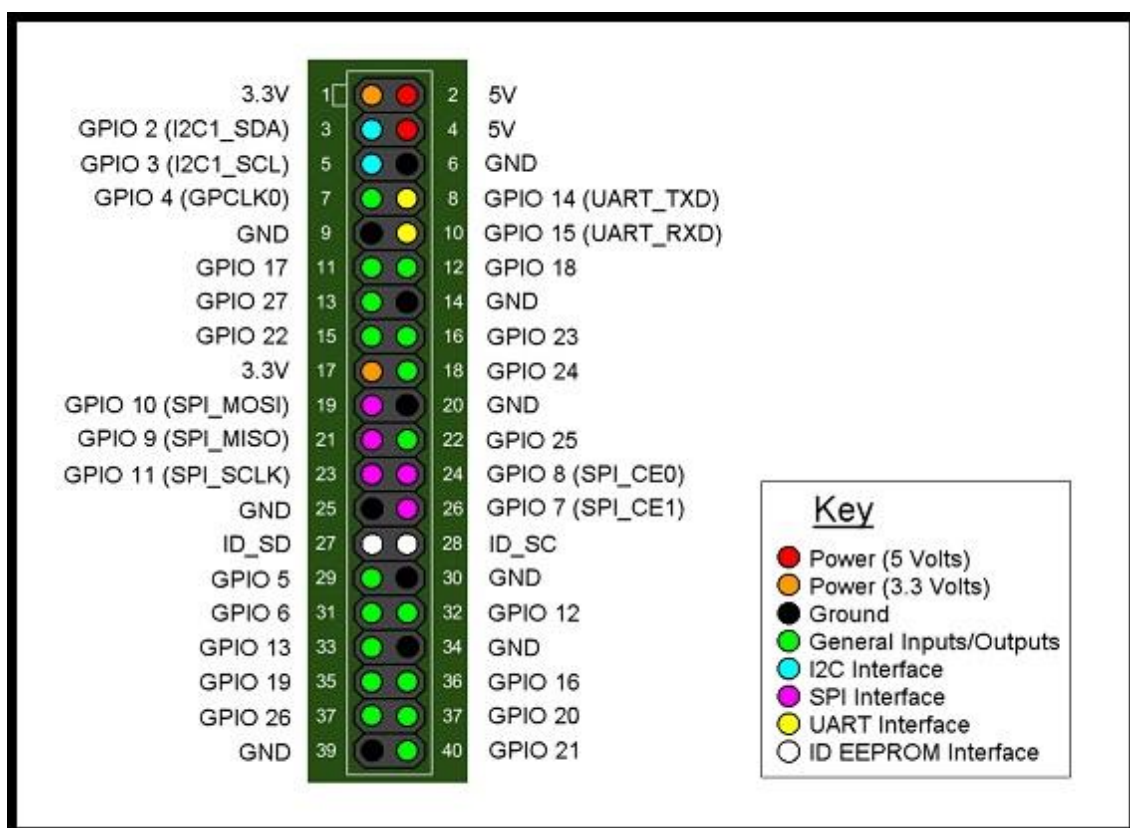 3.3V 1 2 5V
GPIO 2 (I2C1_SDA) 3 4 5V
GPIO 3 (I2C1_SCL) 5 6 GND
GPIO 4 (GPCLK0) 7 8 GPIO 14 (UART_TXD)
GND 9 10 GPIO 15 (UART_RXD)
GPIO 17 11 12 GPIO 18
GPIO 27 13 14 GND
GPIO 22 15 16 GPIO 23
3.3V 17 18 GPIO 24
GPIO 10 (SPI_MOSI) 19 20 GND
GPIO 9 (SPI_MISO) 21 22 GPIO 25
GPIO 11 (SPI_SCLK) 23 24 GPIO 8 (SPI_CE0)
GND 25 26 GPIO 7 (SPI_CE1)
ID_SD 27 28 ID_SC
GPIO 5 29 30 GND
GPIO 6 31 32 GPIO 12
GPIO 13 33 34 GND
GPIO 19 35 36 GPIO 16
GPIO 26 37 37 GPIO 20
GND 39 40 GPIO 21
Key
Power (5 Volts)
Power (3.3 Volts)
Ground
General Inputs/Outputs
I2C Interface
SPI Interface
UART Interface
ID EEPROM Interface